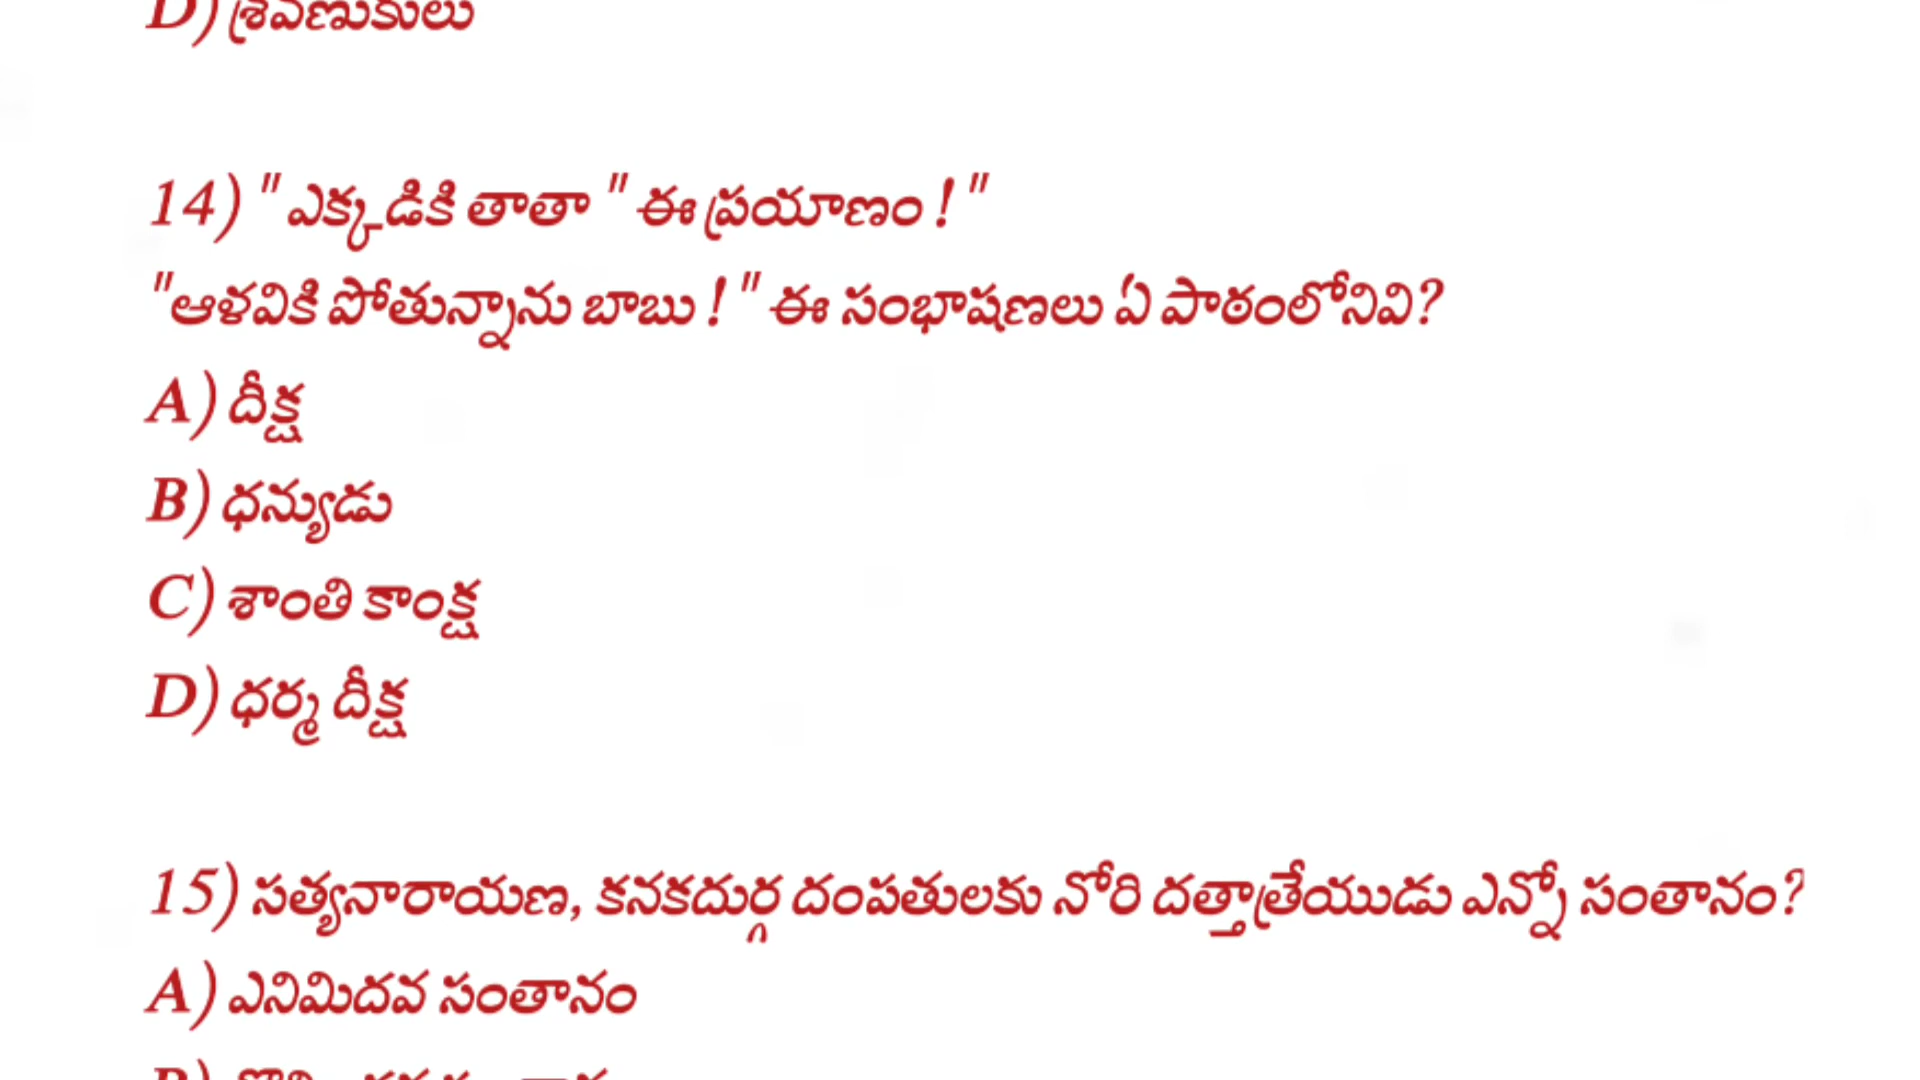 D) శ్రవణుకులు
14) "ఎక్కడికి తాతా " ఈ ప్రయాణం ! "
"ఆళవికి పోతున్నాను బాబు ! " ఈ సంభాషణలు ఏ పాఠంలోనివి?
A) దీక్ష
B) ధన్యుడు
C) శాంతి కాంక్ష
D) ధర్మ దీక్ష
15) సత్యనారాయణ, కనకదుర్గ దంపతులకు నోరి దత్తాత్రేయుడు ఎన్నో సంతానం?
A) ఎనిమిదవ సంతానం